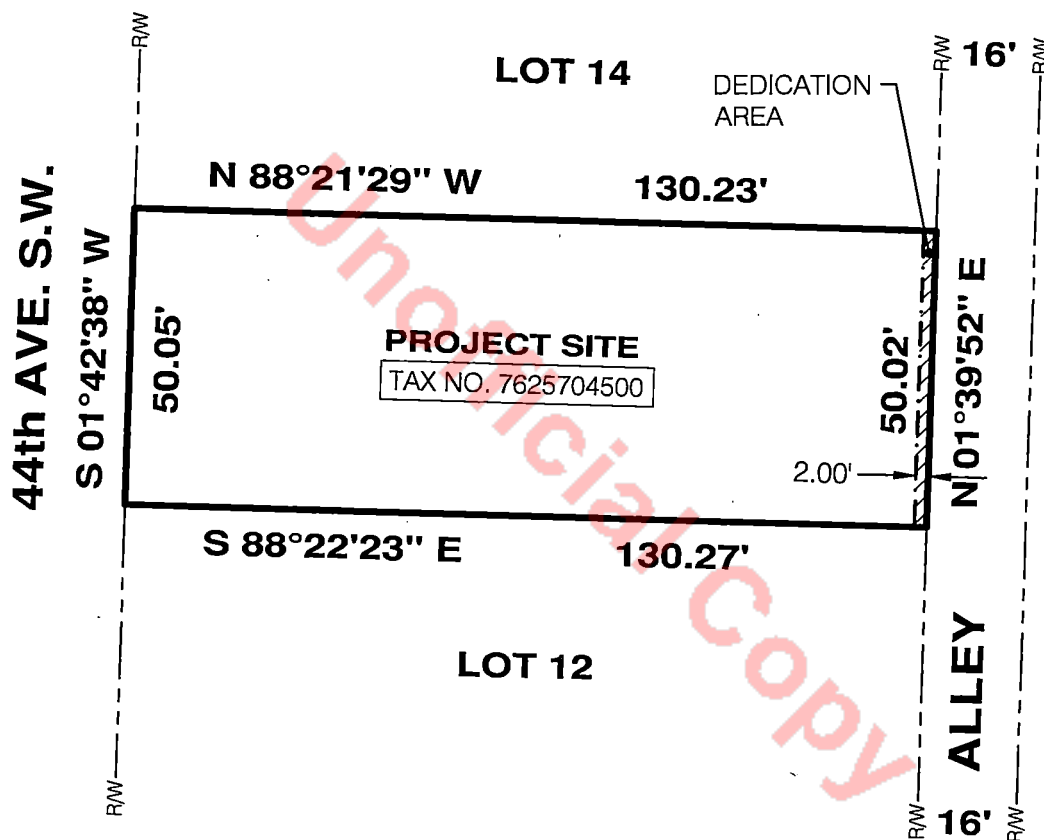 R/W
R/W
16'
R/W
LOT 14
DEDICATION
AREA
N 88°21'29" W
130.23'
44th AVE. S.W.
S 01°42'38" W
50.05'
PROJECT SITE
TAX NO. 7625704500
50.02'
N 01°39'52" E
2.00'
S 88°22'23" E
130.27'
LOT 12
ALLEY
R/W
R/W
16'
R/W
Unofficial Copy